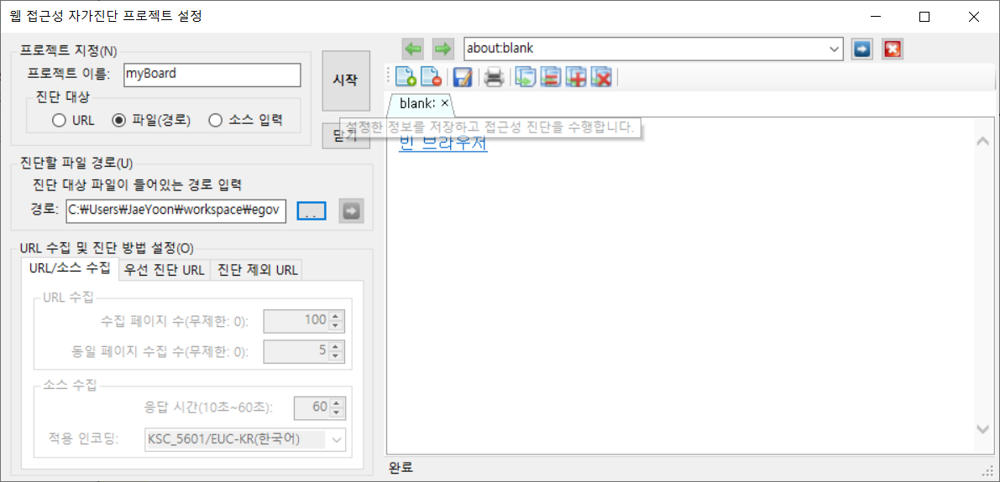 웹 접근성 자가진단 프로젝트 설정
프로젝트 지정(N)
프로젝트 이름: myBoard
진단 대상
URL 파일(경로) 소스 입력
시작
닫기
진단할 파일 경로(U)
진단 대상 파일이 들어있는 경로 입력
경로: C:₩Users₩JaeYoon₩workspace₩egov ..
URL 수집 및 진단 방법 설정(O)
URL/소스 수집 우선 진단 URL 진단 제외 URL
URL 수집
수집 페이지 수(무제한: 0): 100
동일 페이지 수집 수(무제한: 0): 5
소스 수집
응답 시간(10초~60초): 60
적용 인코딩: KSC_5601/EUC-KR(한국어)
about:blank
blank: ×
설정한 정보를 저장하고 접근성 진단을 수행합니다.
빈 브라우저
완료